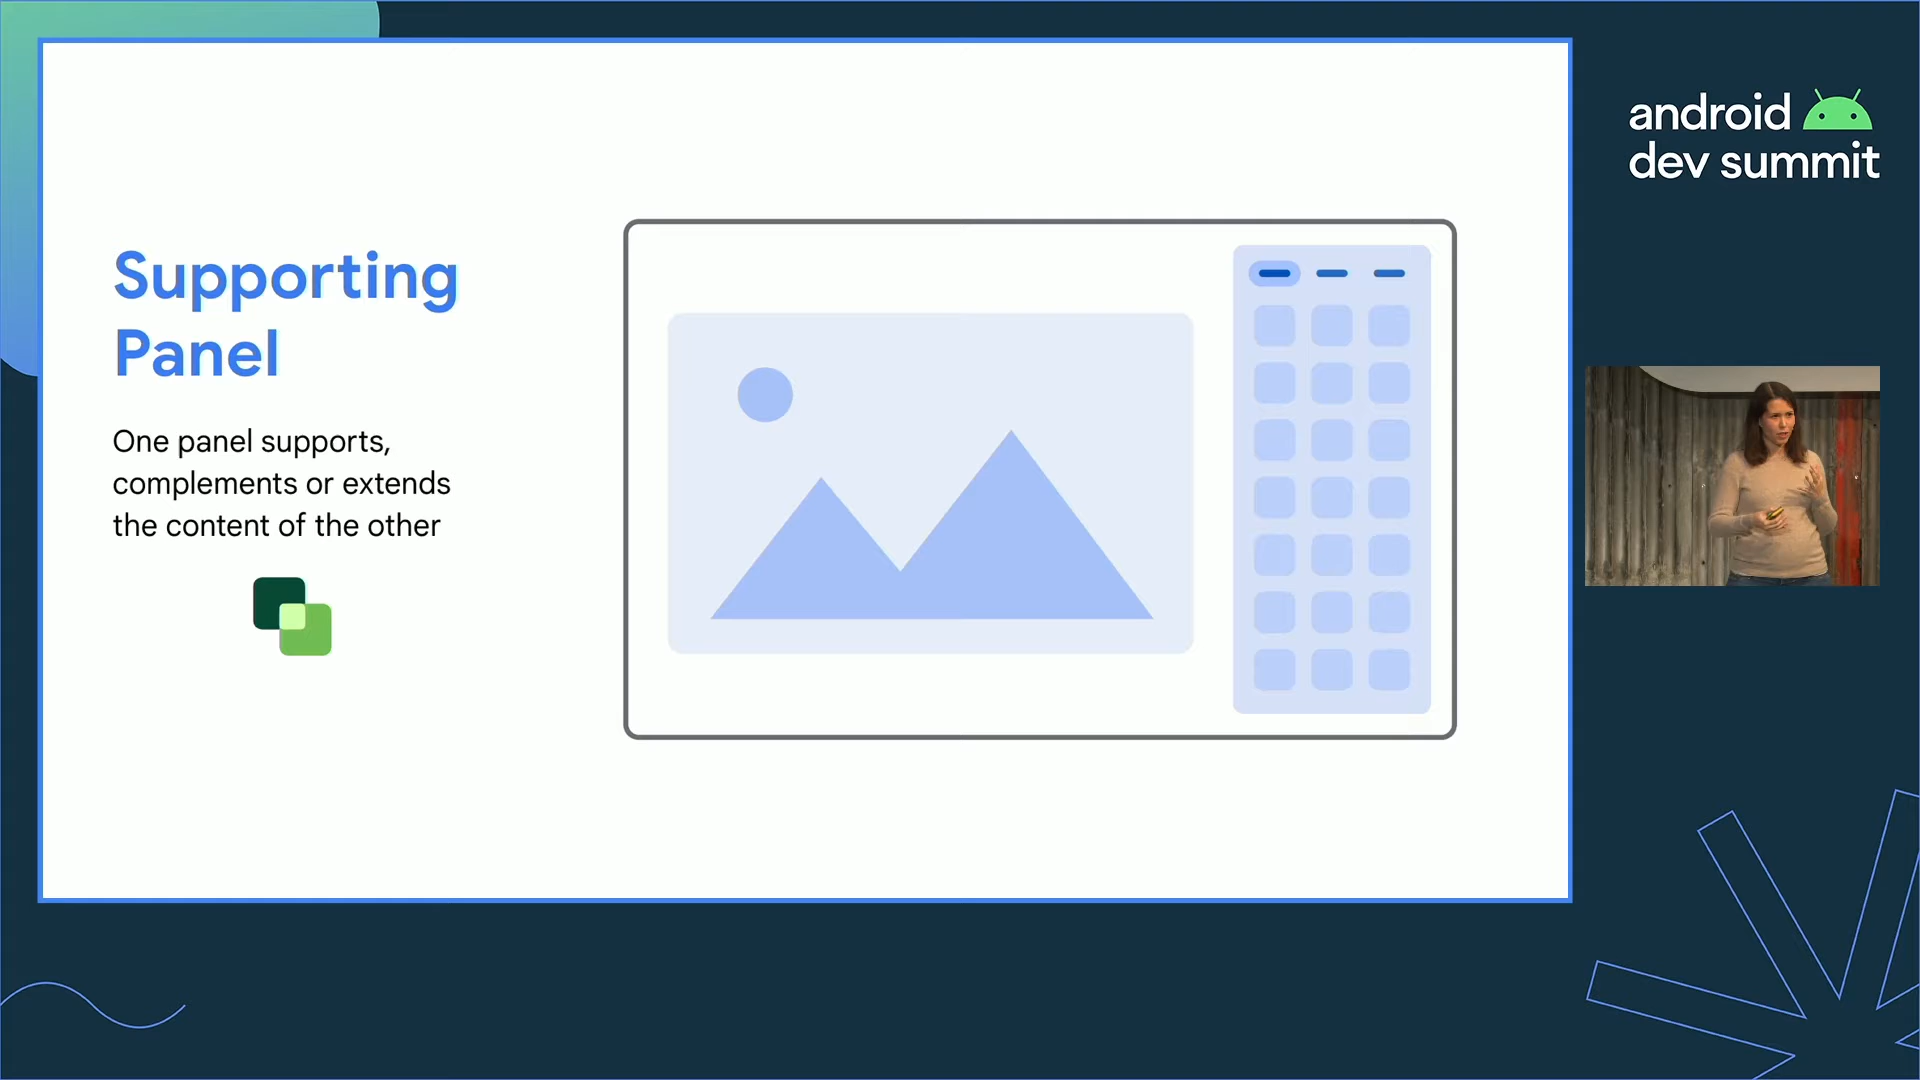 Supporting
Panel
One panel supports,
complements or extends
the content of the other
android
dev summit